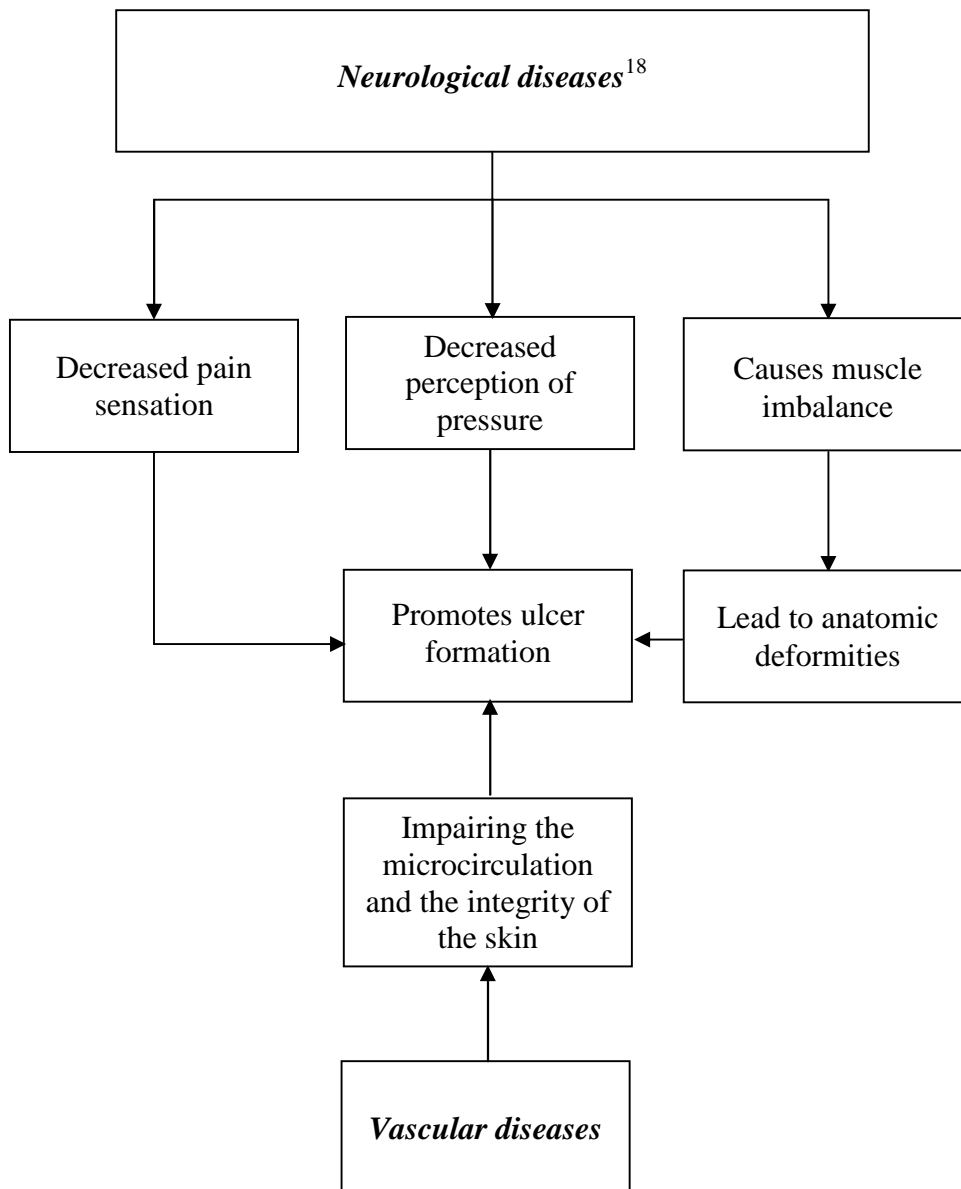 Neurological diseases18
Decreased pain
sensation
Decreased
perception of
pressure
Causes muscle
imbalance
Promotes ulcer
formation
Lead to anatomic
deformities
Impairing the
microcirculation
and the integrity of
the skin
Vascular diseases